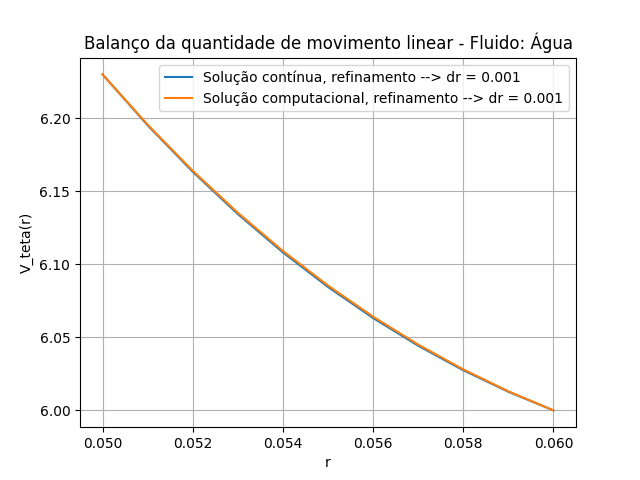 Balanço da quantidade de movimento linear - Fluido: Água
Solução contínua, refinamento --> dr = 0.001
Solução computacional, refinamento --> dr = 0.001
V_teta(r)
6.20
6.15
6.10
6.05
6.00
0.050 0.052 0.054 0.056 0.058 0.060
r